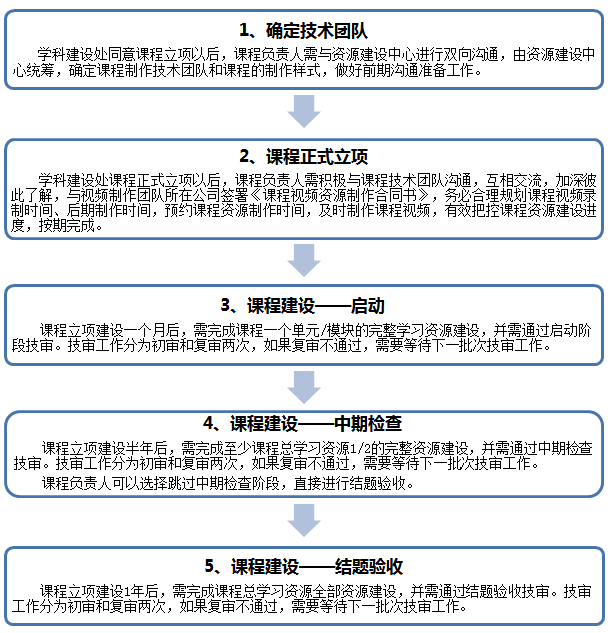 1、确定技术团队
学科建设处同意课程立项以后，课程负责人需与资源建设中心进行双向沟通，由资源建设中
心统筹，确定课程制作技术团队和课程的制作样式，做好前期沟通准备工作。
2、课程正式立项
学科建设处课程正式立项以后，课程负责人需积极与课程技术团队沟通，互相交流，加深彼
此了解，与视频制作团队所在公司签署《课程视频资源制作合同书》，务必合理规划课程视频录
制时间、后期制作时间，预约课程资源制作时间，及时制作课程视频，有效把控课程资源建设进
度，按期完成。
3、课程建设——启动
课程立项建设一个月后，需完成课程一个单元/模块的完整学习资源建设，并需通过启动阶
段技审。技审工作分为初审和复审两次，如果复审不通过，需要等待下一批次技审工作。
4、课程建设——中期检查
课程立项建设半年后，需完成至少课程总学习资源1/2的完整资源建设，并需通过中期检查
技审。技审工作分为初审和复审两次，如果复审不通过，需要等待下一批次技审工作。
课程负责人可以选择跳过中期检查阶段，直接进行结题验收。
5、课程建设——结题验收
课程立项建设1年后，需完成课程总学习资源全部资源建设，并需通过结题验收技审。技审
工作分为初审和复审两次，如果复审不通过，需要等待下一批次技审工作。